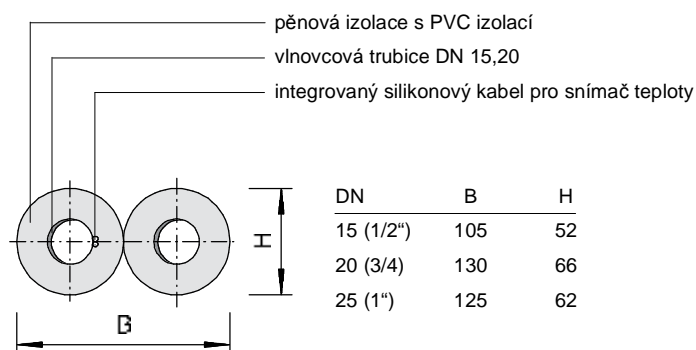 pěnová izolace s PVC izolací
vlnovcová trubice DN 15,20
integrovaný silikonový kabel pro snímač teploty
DN B H
15 (1/2“) 105 52
20 (3/4) 130 66
25 (1“) 125 62
H
B